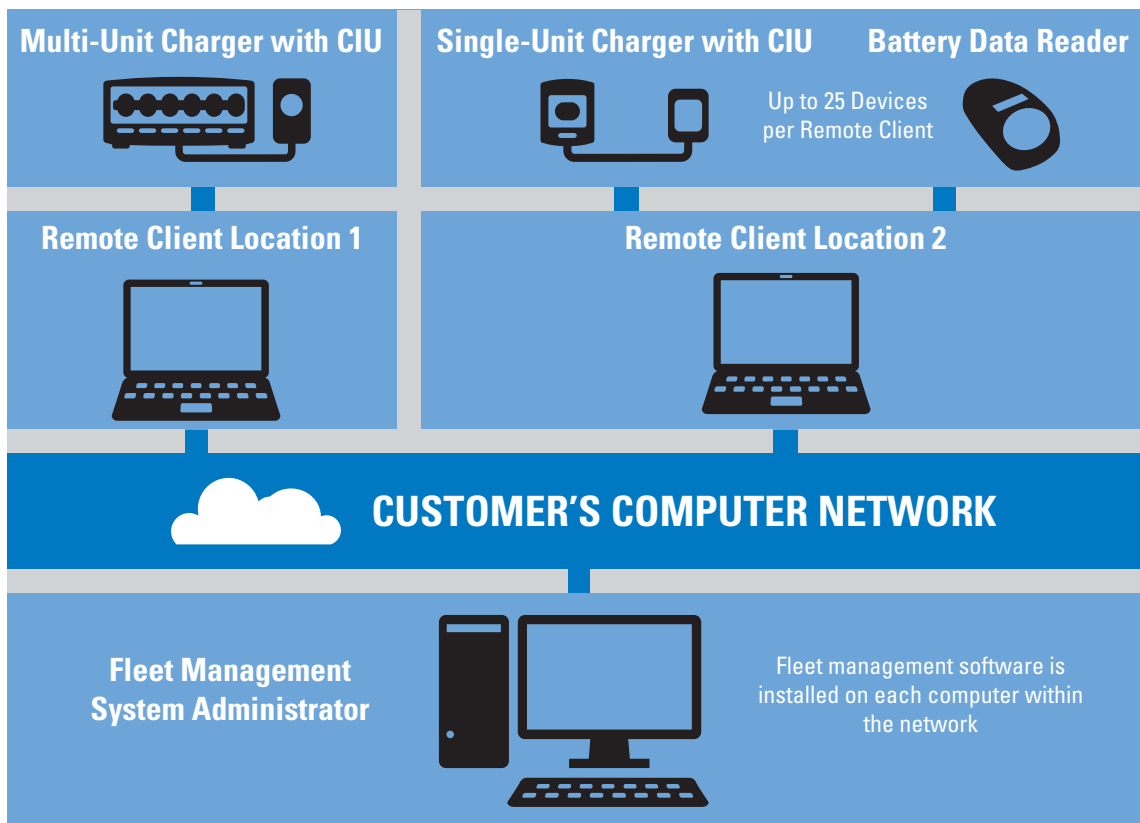 Multi-Unit Charger with CIU
Single-Unit Charger with CIU
Battery Data Reader
Up to 25 Devices
per Remote Client
Remote Client Location 1
Remote Client Location 2
CUSTOMER’S COMPUTER NETWORK
Fleet Management
System Administrator
Fleet management software is
installed on each computer within
the network